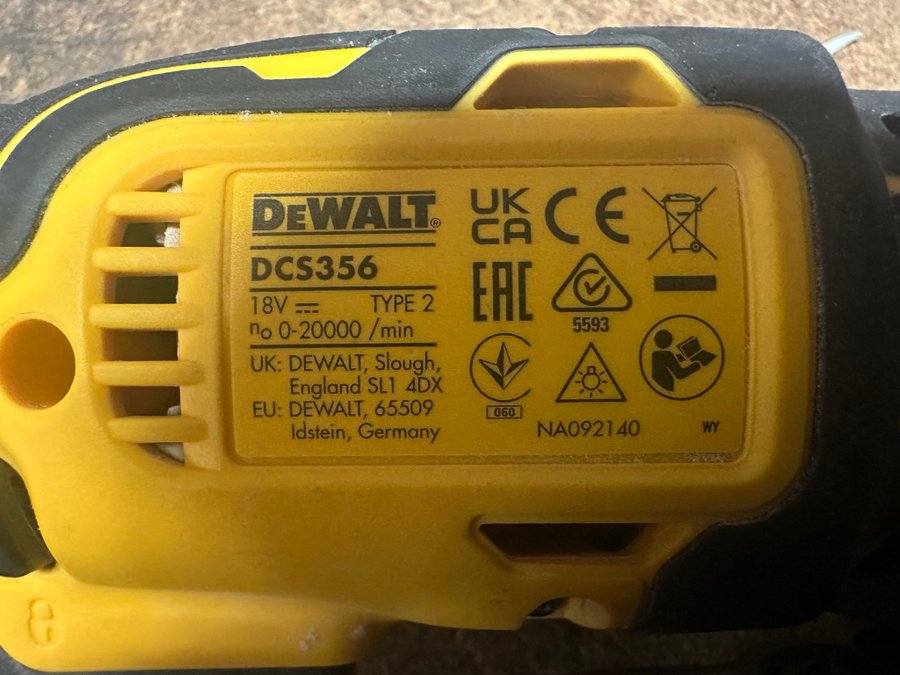 DEWALT®
DCS356
18V ⎓ TYPE 2
no 0-20000 /min
UK: DEWALT, Slough,
England SL1 4DX
EU: DEWALT, 65509
Idstein, Germany
UK
CA
CE
EAC
5593
060
NA092140
WY